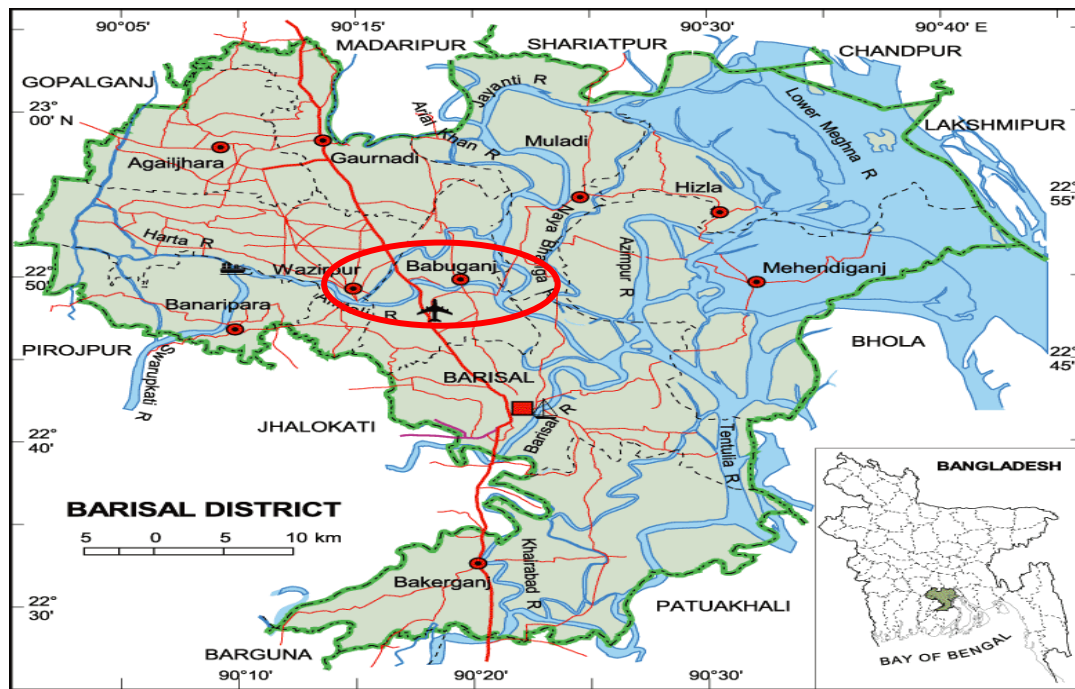 90°05' 90°15' 90°40' E
MADARIPUR SHARIATPUR
CHANDPUR
GOPALGANJ
Jayanti R
Lower Meghna R
23°
00' N
Arial Khan R
LAKSHMIPUR
Muladi
Agailjhara Gaurnadi
Hizla
22°
55'
Naya Bhanga R
Harta R
Azimpur R
Wazirpur Babuganj
22°
50'
Mehendiganj
Banaripara
R
PIROJPUR
BHOLA
22°
45'
Swarupkati R
BARISAL
JHALOKATI
Barisal R
22°
40'
Tentulia R
BANGLADESH
BARISAL DISTRICT
5 0 5 10 km
Khairabad R
Bakerganj
22°
30'
PATUAKHALI
BARGUNA
BAY OF BENGAL
90°10' 90°20' 90°30'